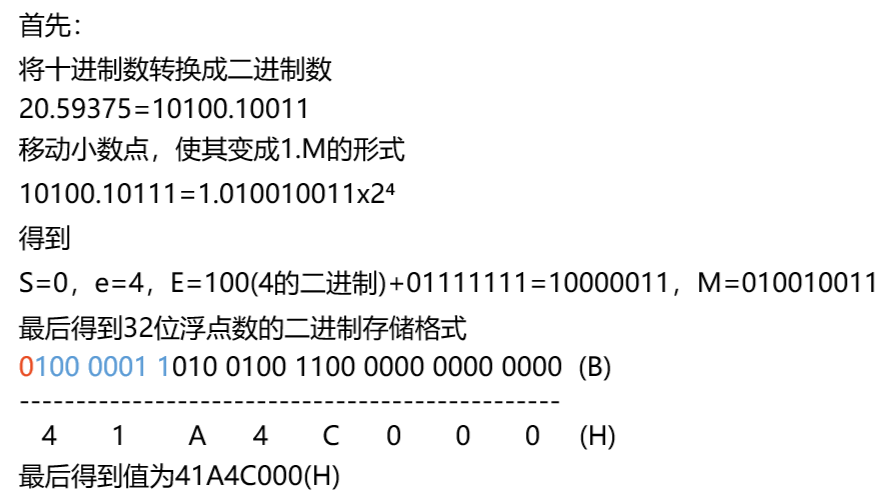 首先：
将十进制数转换成二进制数
20.59375=10100.10011
移动小数点，使其变成1.M的形式
10100.10111=1.010010011x2⁴
得到
S=0，e=4，E=100(4的二进制)+01111111=10000011，M=010010011
最后得到32位浮点数的二进制存储格式
0100 0001 1010 0100 1100 0000 0000 0000 (B)
------------------------------------------------
4 1 A 4 C 0 0 0 (H)
最后得到值为41A4C000(H)